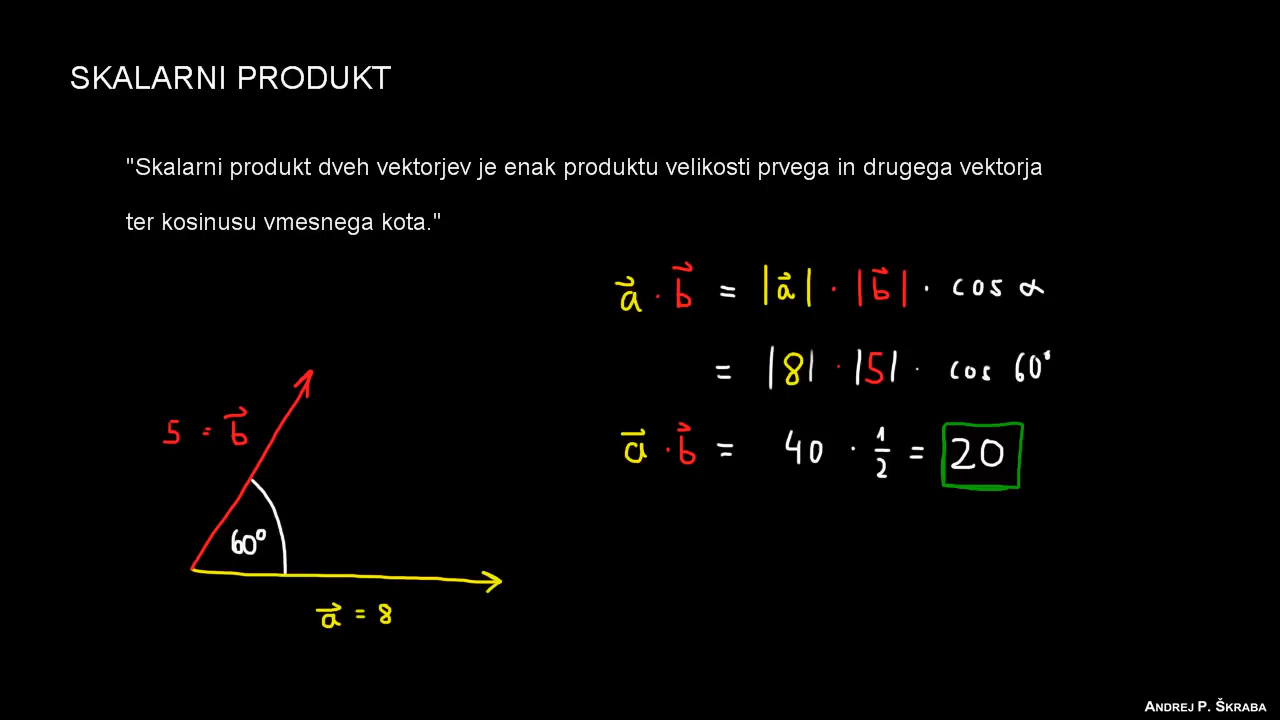 SKALARNI PRODUKT
"Skalarni produkt dveh vektorjev je enak produktu velikosti prvega in drugega vektorja
ter kosinusu vmesnega kota."
a⃗ · b⃗ = |a⃗| · |b⃗| · cos α
= |8| · |5| · cos 60°
a⃗ · b⃗ = 40 · 1/2 = 20
5 = b⃗
60°
a⃗ = 8
ANDREJ P. ŠKRABA